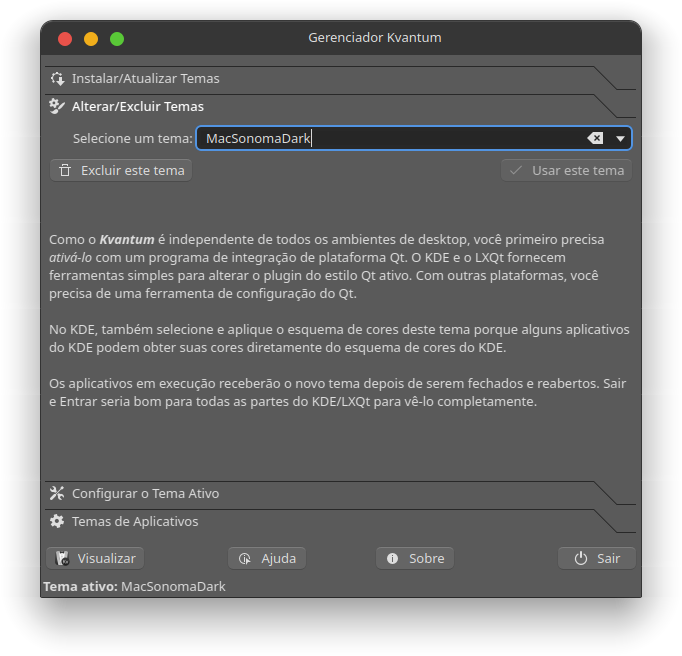 Gerenciador Kvantum
Instalar/Atualizar Temas
Alterar/Excluir Temas
Selecione um tema: MacSonomaDark
Excluir este tema Usar este tema
Como o Kvantum é independente de todos os ambientes de desktop, você primeiro precisa
ativá-lo com um programa de integração de plataforma Qt. O KDE e o LXQt fornecem
ferramentas simples para alterar o plugin do estilo Qt ativo. Com outras plataformas, você
precisa de uma ferramenta de configuração do Qt.
No KDE, também selecione e aplique o esquema de cores deste tema porque alguns aplicativos
do KDE podem obter suas cores diretamente do esquema de cores do KDE.
Os aplicativos em execução receberão o novo tema depois de serem fechados e reabertos. Sair
e Entrar seria bom para todas as partes do KDE/LXQt para vê-lo completamente.
Configurar o Tema Ativo
Temas de Aplicativos
Visualizar Ajuda Sobre Sair
Tema ativo: MacSonomaDark